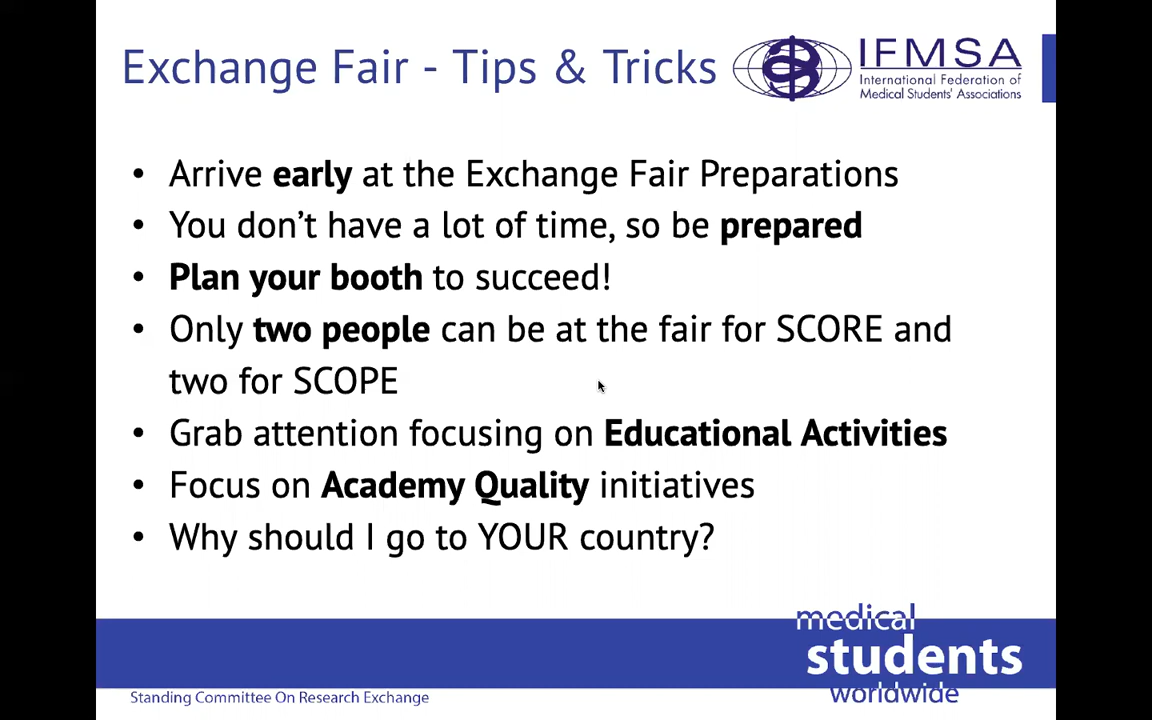 Exchange Fair - Tips & Tricks
IFMSA
International Federation of
Medical Students' Associations
• Arrive early at the Exchange Fair Preparations
• You don't have a lot of time, so be prepared
• Plan your booth to succeed!
• Only two people can be at the fair for SCORE and
two for SCOPE
• Grab attention focusing on Educational Activities
• Focus on Academy Quality initiatives
• Why should I go to YOUR country?
medical
students
worldwide
Standing Committee On Research Exchange